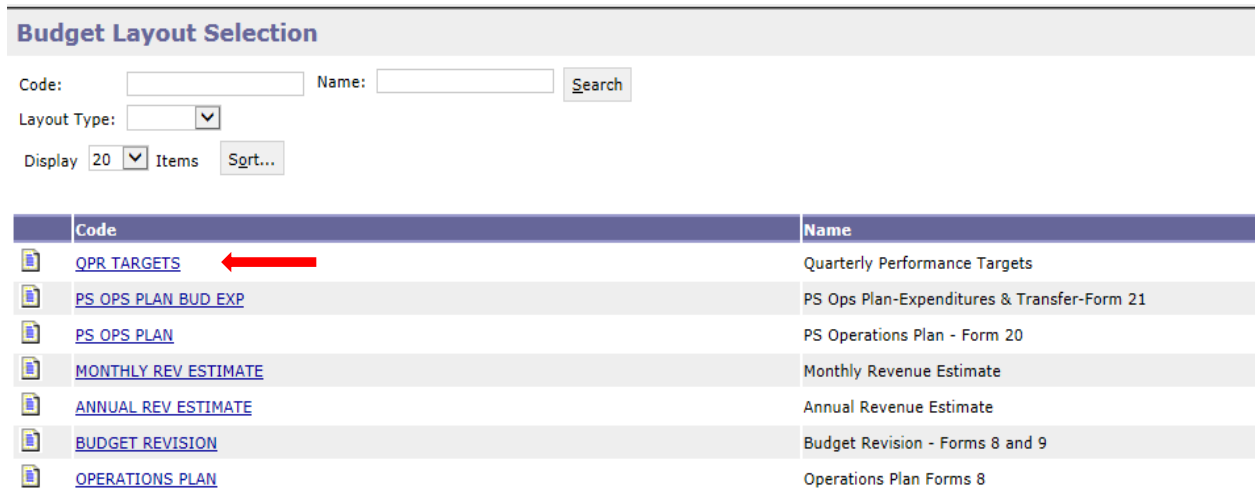 Budget Layout Selection
Code: Name: Search
Layout Type:
Display 20 Items Sort...
Code Name
QPR TARGETS Quarterly Performance Targets
PS OPS PLAN BUD EXP PS Ops Plan-Expenditures & Transfer-Form 21
PS OPS PLAN PS Operations Plan - Form 20
MONTHLY REV ESTIMATE Monthly Revenue Estimate
ANNUAL REV ESTIMATE Annual Revenue Estimate
BUDGET REVISION Budget Revision - Forms 8 and 9
OPERATIONS PLAN Operations Plan Forms 8